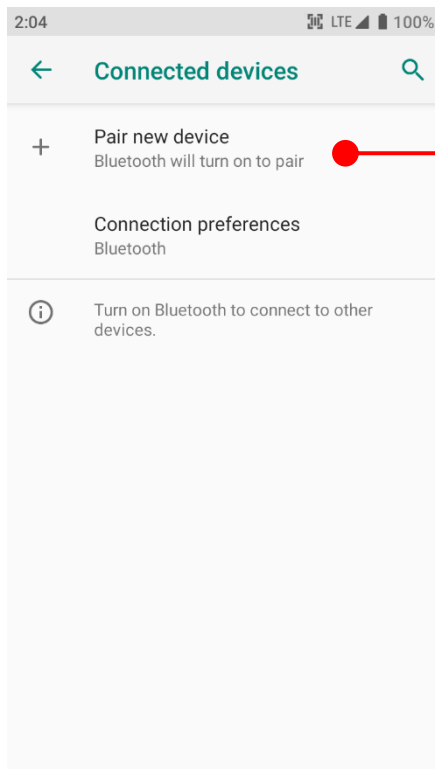 2:04 LTE 100%
Connected devices
Pair new device
Bluetooth will turn on to pair
Connection preferences
Bluetooth
Turn on Bluetooth to connect to other
devices.